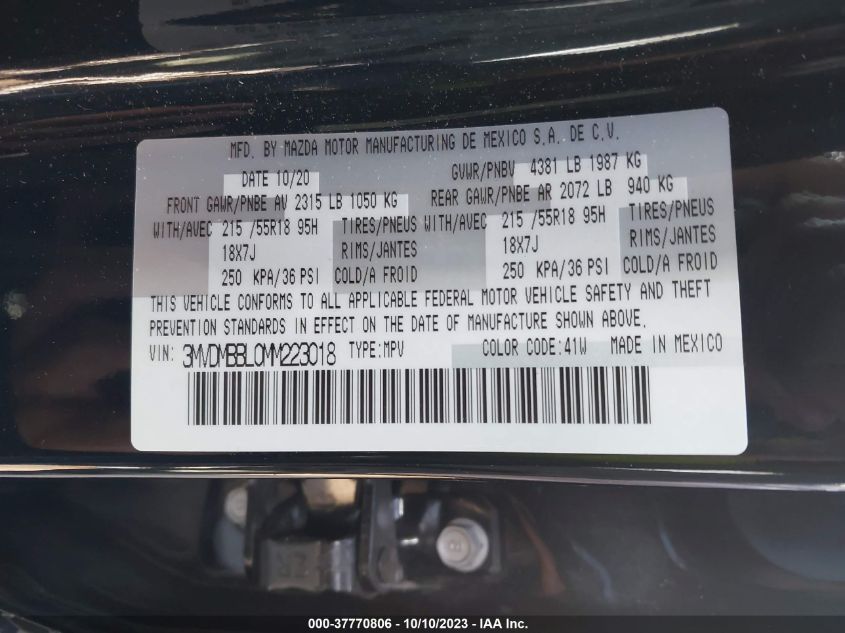 MFD. BY MAZDA MOTOR MANUFACTURING DE MEXICO S.A. DE C.V.
DATE 10/20 GVWR/PNBV 4381 LB 1987 KG
FRONT GAWR/PNBE AV 2315 LB 1050 KG REAR GAWR/PNBE AR 2072 LB 940 KG
WITH/AVEC 215 /55R18 95H TIRES/PNEUS WITH/AVEC 215 /55R18 95H TIRES/PNEUS
18X7J RIMS/JANTES 18X7J RIMS/JANTES
250 KPA/36 PSI COLD/A FROID 250 KPA/36 PSI COLD/A FROID
THIS VEHICLE CONFORMS TO ALL APPLICABLE FEDERAL MOTOR VEHICLE SAFETY AND THEFT
PREVENTION STANDARDS IN EFFECT ON THE DATE OF MANUFACTURE SHOWN ABOVE.
VIN: 3MVDMBBL0MM223018 TYPE:MPV COLOR CODE:41W MADE IN MEXICO
000-37770806 - 10/10/2023 - IAA Inc.